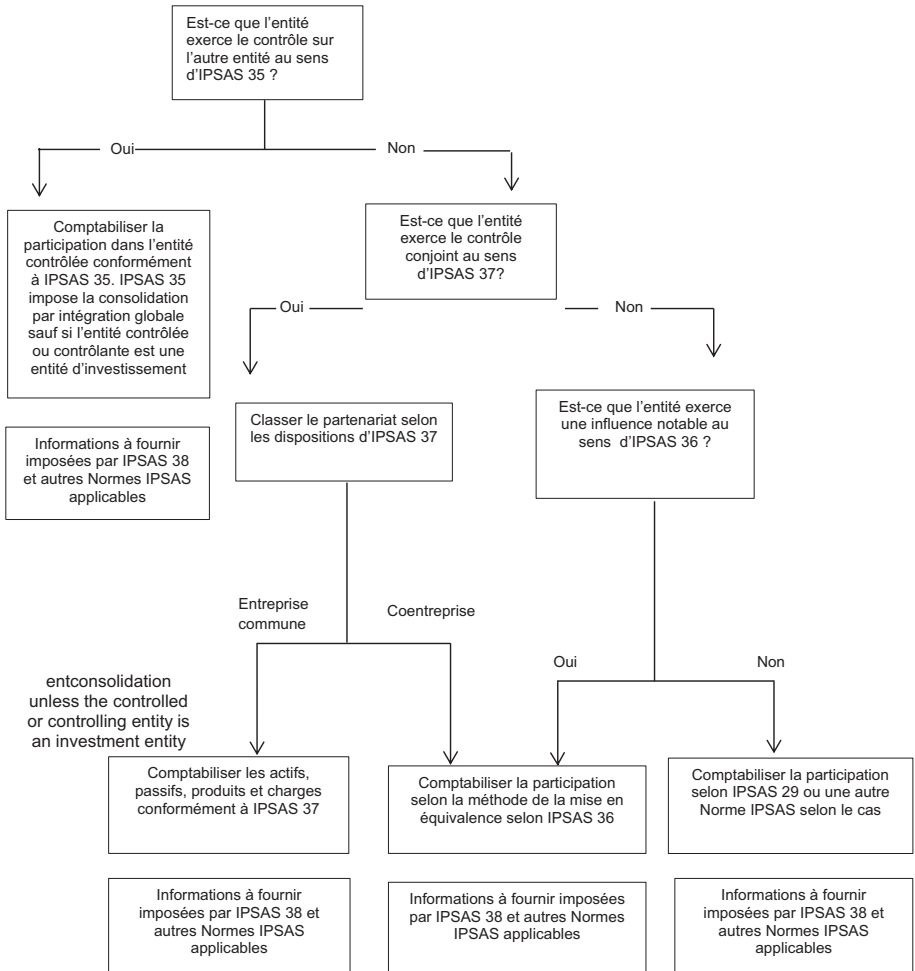 Est-ce que l'entité
exerce le contrôle sur
l'autre entité au sens
d'IPSAS 35 ?
Oui
Non
Comptabiliser la
participation dans l'entité
contrôlée conformément
à IPSAS 35. IPSAS 35
impose la consolidation
par intégration globale
sauf si l'entité contrôlée
ou contrôlante est une
entité d'investissement
Est-ce que l'entité
exerce le contrôle
conjoint au sens
d'IPSAS 37?
Oui
Non
Informations à fournir
imposées par IPSAS 38
et autres Normes IPSAS
applicables
Classer le partenariat selon
les dispositions d'IPSAS 37
Est-ce que l'entité exerce
une influence notable au
sens d'IPSAS 36 ?
Entreprise
commune
Coentreprise
Oui
Non
entconsolidation
unless the controlled
or controlling entity is
an investment entity
Comptabiliser les actifs,
passifs, produits et charges
conformément à IPSAS 37
Comptabiliser la participation
selon la méthode de la mise en
équivalence selon IPSAS 36
Comptabiliser la participation
selon IPSAS 29 ou une autre
Norme IPSAS selon le cas
Informations à fournir
imposées par IPSAS 38 et
autres Normes IPSAS
applicables
Informations à fournir imposées
par IPSAS 38 et autres Normes
IPSAS applicables
Informations à fournir
imposées par IPSAS 38 et
autres Normes IPSAS
applicables